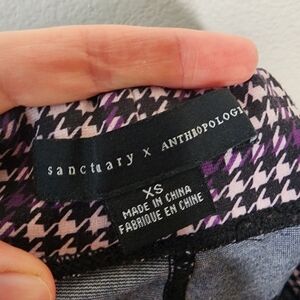 sanctuary x ANTHROPOLOGI
XS
MADE IN CHINA
FABRIQUE EN CHINE